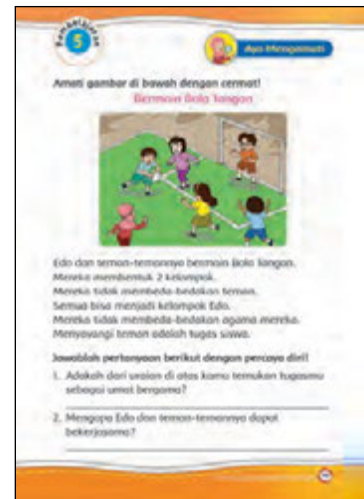 Pembelajaran
5
Ayo Mengamati
Amati gambar di bawah dengan cermat!
Bermain Bola Tangan
Edo dan teman-temannya bermain Bola Tangan.
Mereka membentuk 2 kelompok.
Mereka tidak membeda-bedakan teman.
Semua bisa menjadi kelompok Edo.
Mereka tidak membeda-bedakan agama mereka.
Menyayangi teman adalah tugas siswa.
Jawablah pertanyaan berikut dengan percaya diri!
1. Adakah dari uraian di atas kamu temukan tugasmu
sebagai umat beragama?
2. Mengapa Edo dan teman-temannya dapat
bekerjasama?